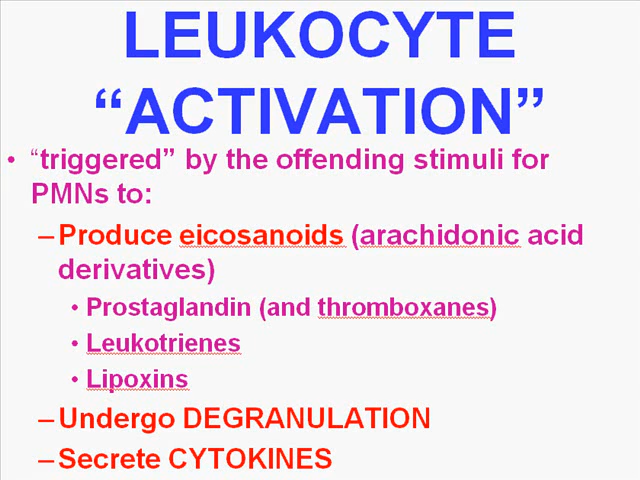 LEUKOCYTE
“ACTIVATION”
• “triggered” by the offending stimuli for
PMNs to:
–Produce eicosanoids (arachidonic acid
derivatives)
• Prostaglandin (and thromboxanes)
• Leukotrienes
• Lipoxins
–Undergo DEGRANULATION
–Secrete CYTOKINES